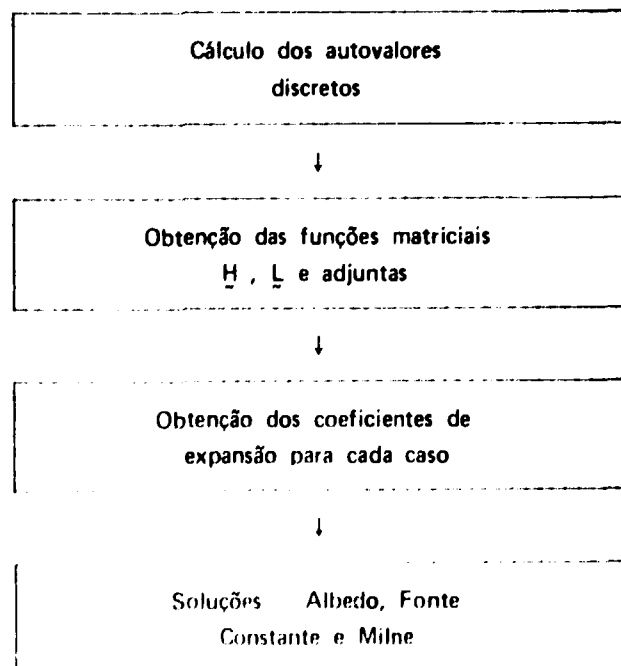 Cálculo dos autovalores
discretos
↓
Obtenção das funções matriciais
H̰ , L̰ e adjuntas
↓
Obtenção dos coeficientes de
expansão para cada caso
↓
Soluções Albedo, Fonte
Constante e Milne